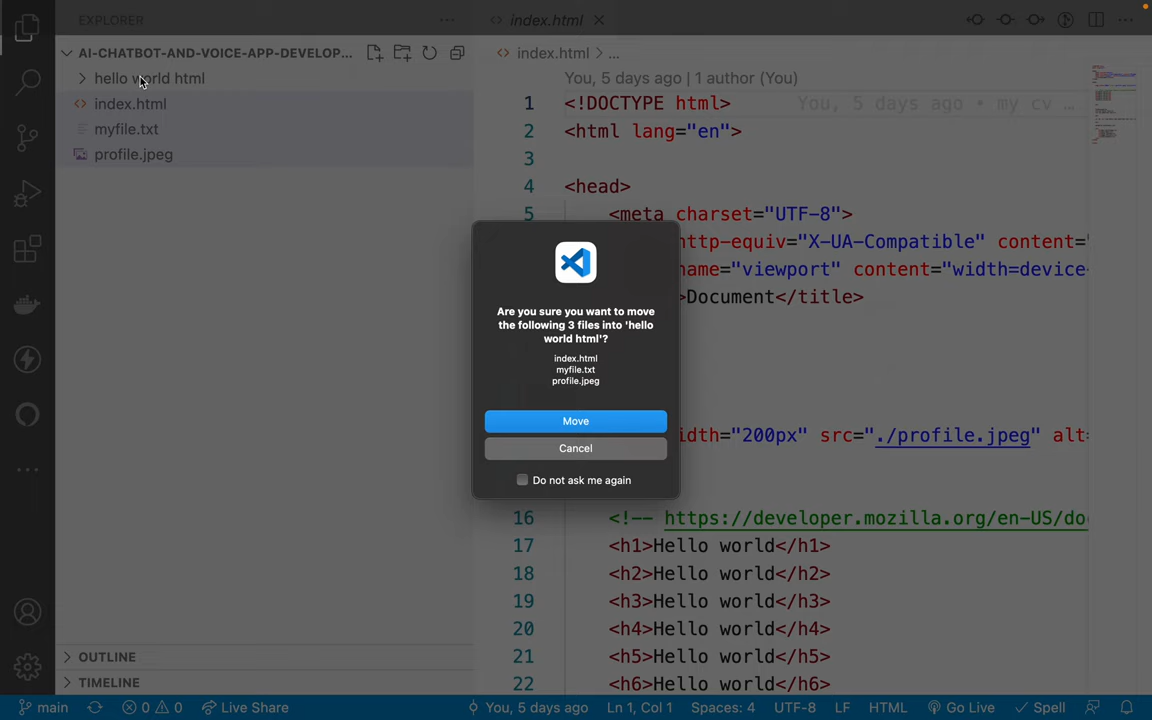 EXPLORER
AI-CHATBOT-AND-VOICE-APP-DEVELOP...
hello world html
index.html
myfile.txt
profile.jpeg
OUTLINE
TIMELINE
index.html
index.html > ...
You, 5 days ago | 1 author (You)
1 <!DOCTYPE html> You, 5 days ago • my cv ...
2 <html lang="en">
3
4 <head>
5 <meta charset="UTF-8">
http-equiv="X-UA-Compatible" content="
name="viewport" content="width=device-
>Document</title>
idth="200px" src="./profile.jpeg" alt=
16 <!-- https://developer.mozilla.org/en-US/do
17 <h1>Hello world</h1>
18 <h2>Hello world</h2>
19 <h3>Hello world</h3>
20 <h4>Hello world</h4>
21 <h5>Hello world</h5>
22 <h6>Hello world</h6>
Are you sure you want to move
the following 3 files into 'hello
world html'?
index.html
myfile.txt
profile.jpeg
Move
Cancel
Do not ask me again
main 0 0 Live Share You, 5 days ago Ln 1, Col 1 Spaces: 4 UTF-8 LF HTML Go Live Spell